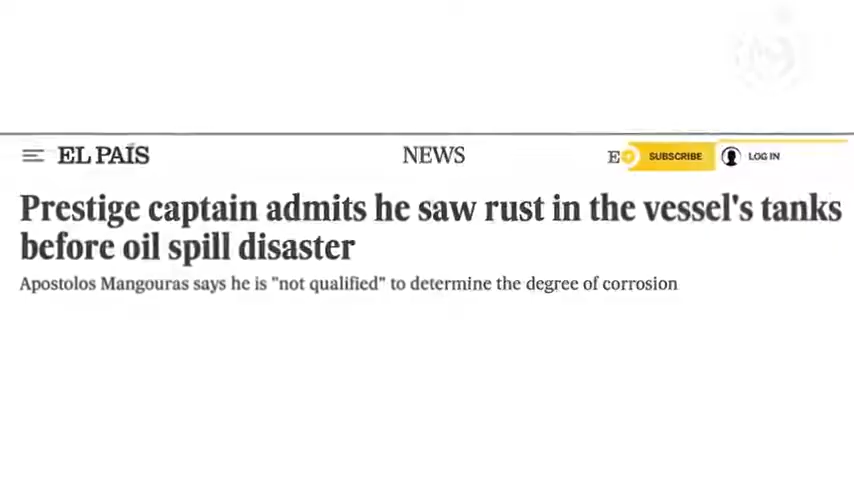 EL PAÍS
NEWS
SUBSCRIBE
LOG IN
Prestige captain admits he saw rust in the vessel's tanks
before oil spill disaster
Apostolos Mangouras says he is "not qualified" to determine the degree of corrosion